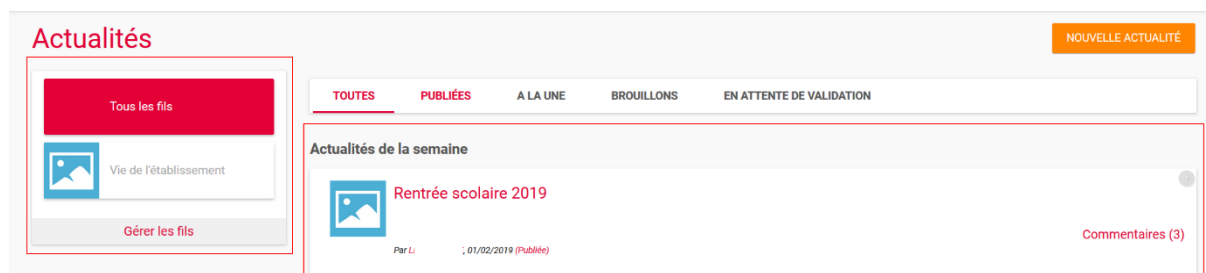 Actualités
NOUVELLE ACTUALITÉ
Tous les fils
Vie de l'établissement
Gérer les fils
TOUTES PUBLIÉES A LA UNE BROUILLONS EN ATTENTE DE VALIDATION
Actualités de la semaine
Rentrée scolaire 2019
Commentaires (3)
Par , 01/02/2019 (Publiée)